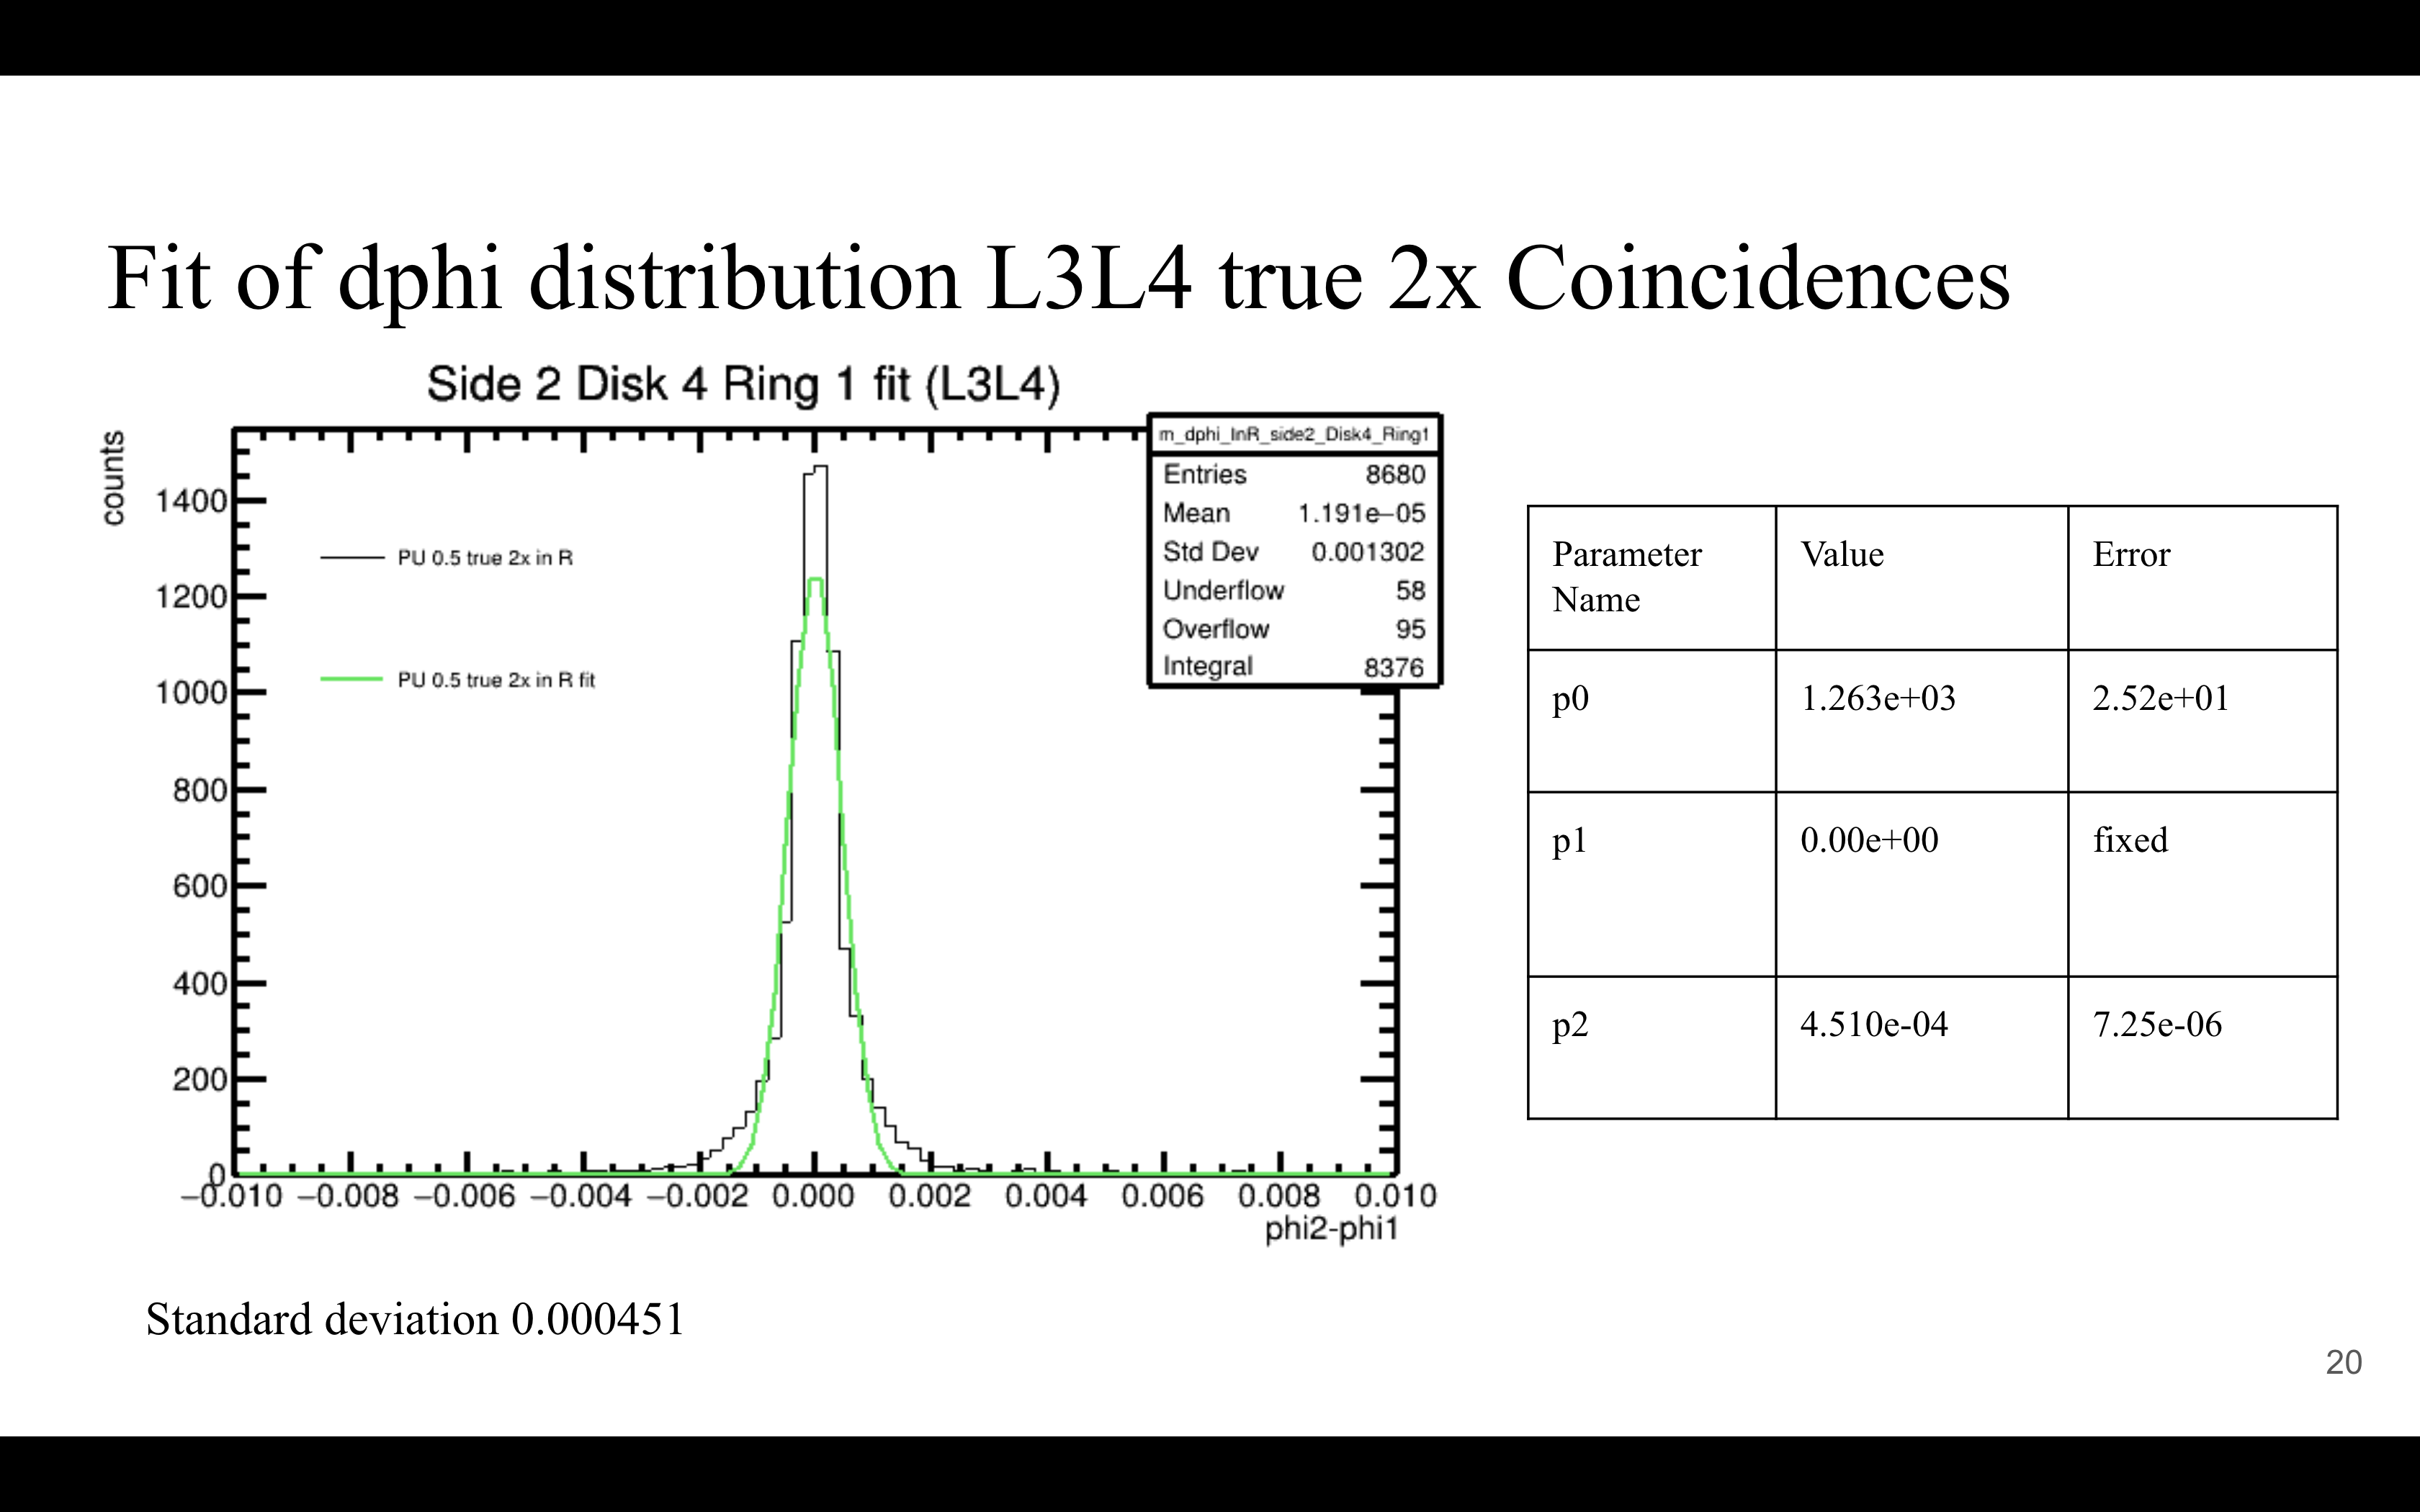 Fit of dphi distribution L3L4 true 2x Coincidences
Side 2 Disk 4 Ring 1 fit (L3L4)
counts
1400
1200
1000
800
600
400
200
0
PU 0.5 true 2x in R
PU 0.5 true 2x in R fit
m_dphi_InR_side2_Disk4_Ring1
Entries 8680
Mean 1.191e−05
Std Dev 0.001302
Underflow 58
Overflow 95
Integral 8376
−0.010 −0.008 −0.006 −0.004 −0.002 0.000 0.002 0.004 0.006 0.008 0.010
phi2-phi1
Parameter Name Value Error
p0 1.263e+03 2.52e+01
p1 0.00e+00 fixed
p2 4.510e-04 7.25e-06
Standard deviation 0.000451
20